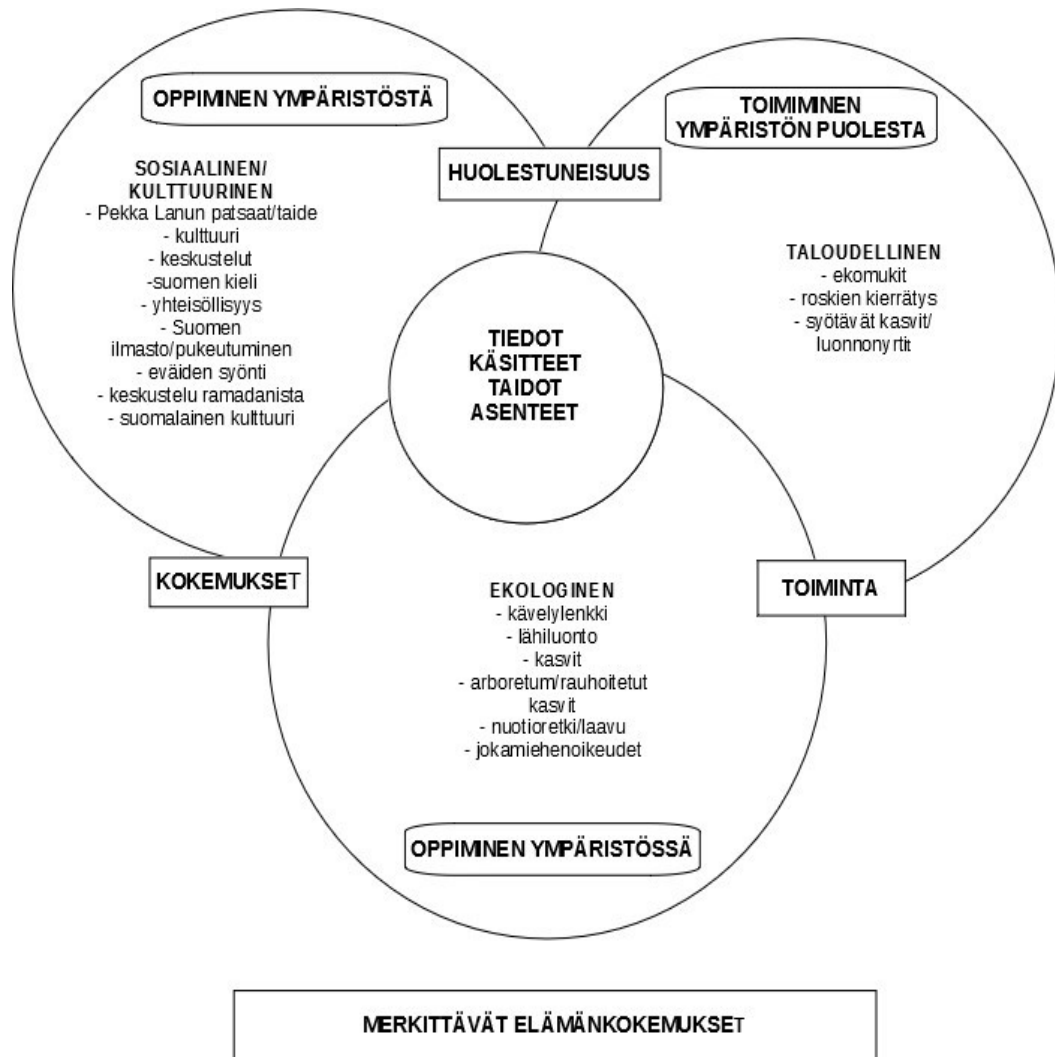 OPPIMINEN YMPÄRISTÖSTÄ
TOIMIMINEN
YMPÄRISTÖN PUOLESTA
HUOLESTUNEISUUS
SOSIAALINEN/
KULTTUURINEN
- Pekka Lanun patsaat/taide
- kulttuuri
- keskustelut
-suomen kieli
- yhteisöllisyys
- Suomen
ilmasto/pukeutuminen
- eväiden syönti
- keskustelu ramadanista
- suomalainen kulttuuri
TALOUDELLINEN
- ekomukit
- roskien kierrätys
- syötävät kasvit/
luonnonyrtit
TIEDOT
KÄSITTEET
TAIDOT
ASENTEET
KOKEMUKSET
TOIMINTA
EKOLOGINEN
- kävelylenkki
- lähiluonto
- kasvit
- arboretum/rauhoitetut
kasvit
- nuotioretki/laavu
- jokamiehenoikeudet
OPPIMINEN YMPÄRISTÖSSÄ
MERKITTÄVÄT ELÄMÄNKOKEMUKSET